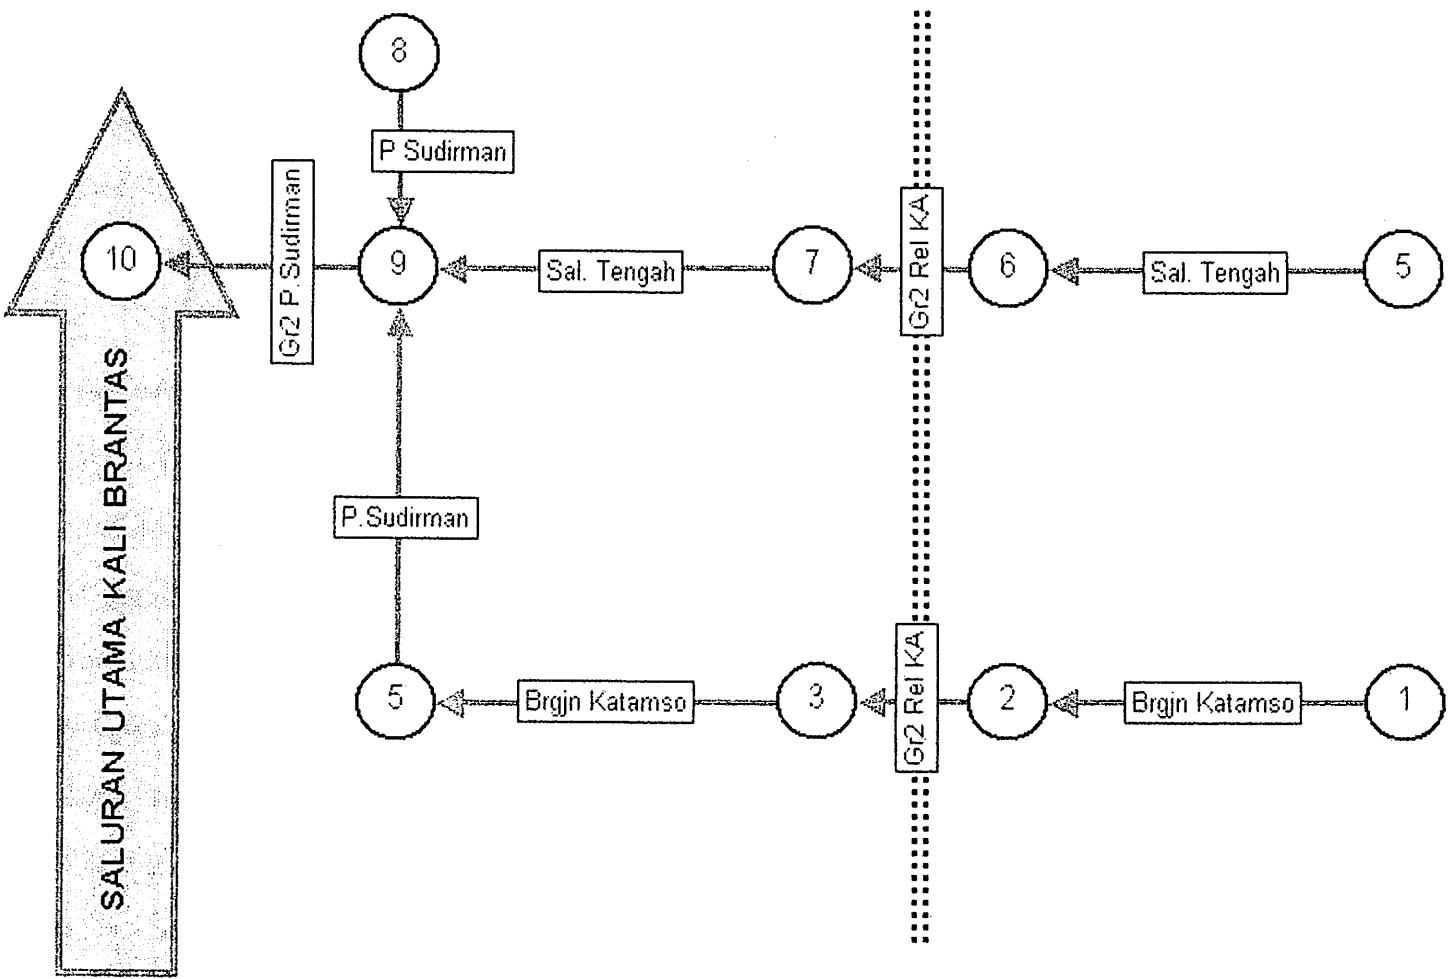 8
P Sudirman
10
Gr2 P.Sudirman
9
Sal. Tengah
7
Gr2 Rel KA
6
Sal. Tengah
5
SALURAN UTAMA KALI BRANTAS
P.Sudirman
5
Brgjn Katamso
3
Gr2 Rel KA
2
Brgjn Katamso
1